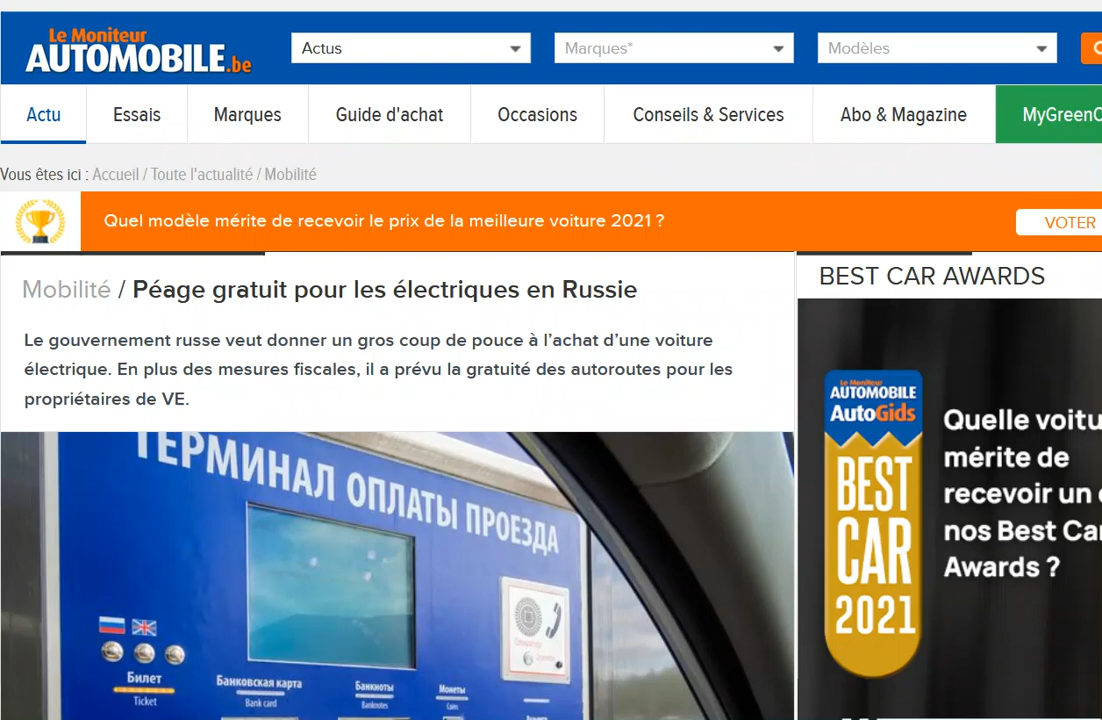 Le Moniteur
AUTOMOBILE.be
Actus
Marques*
Modèles
Actu
Essais
Marques
Guide d'achat
Occasions
Conseils & Services
Abo & Magazine
MyGreenC
Vous êtes ici : Accueil / Toute l'actualité / Mobilité
Quel modèle mérite de recevoir le prix de la meilleure voiture 2021 ?
VOTER
Mobilité / Péage gratuit pour les électriques en Russie
Le gouvernement russe veut donner un gros coup de pouce à l’achat d’une voiture
électrique. En plus des mesures fiscales, il a prévu la gratuité des autoroutes pour les
propriétaires de VE.
ТЕРМИНАЛ ОПЛАТЫ ПРОЕЗДА
Билет
Ticket
Банковская карта
Bank card
Банкноты
Banknotes
Монеты
Coins
BEST CAR AWARDS
Le Moniteur
AUTOMOBILE
AutoGids
BEST
CAR
2021
Quelle voitu
mérite de
recevoir un
nos Best Ca
Awards ?